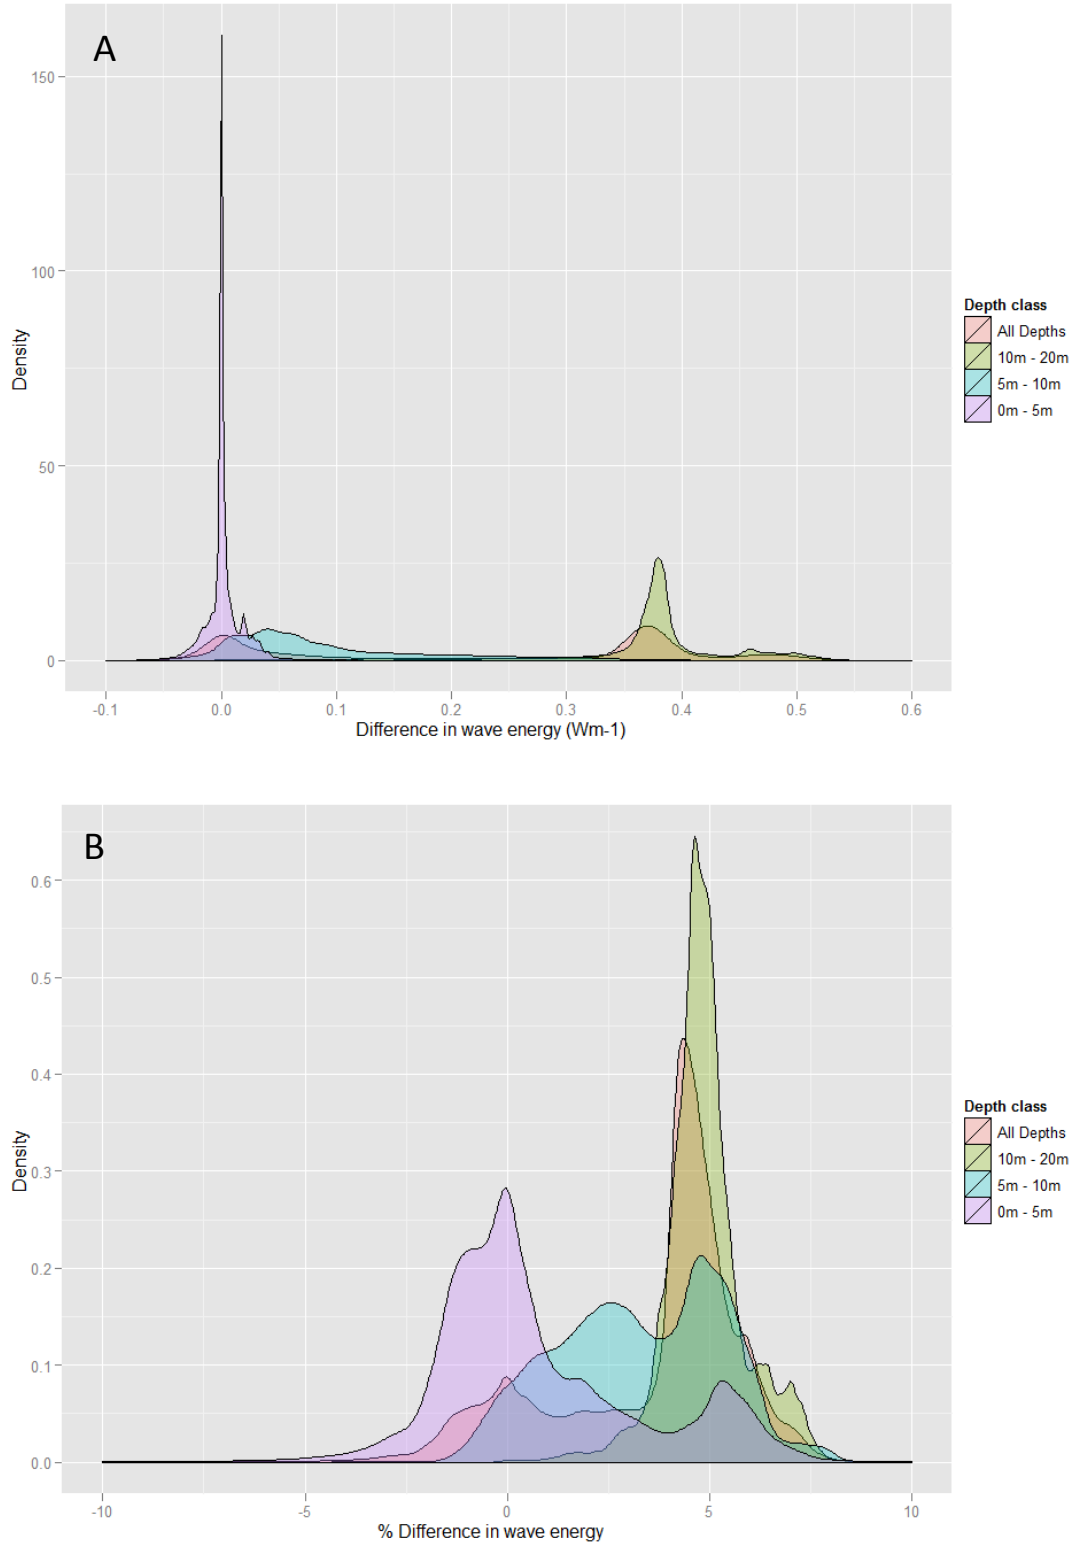 A
150
100
50
0
Density
-0.1 0.0 0.1 0.2 0.3 0.4 0.5 0.6
Difference in wave energy (Wm-1)
Depth class
All Depths
10m - 20m
5m - 10m
0m - 5m
B
0.6
0.5
0.4
0.3
0.2
0.1
0.0
Density
-10 -5 0 5 10
% Difference in wave energy
Depth class
All Depths
10m - 20m
5m - 10m
0m - 5m